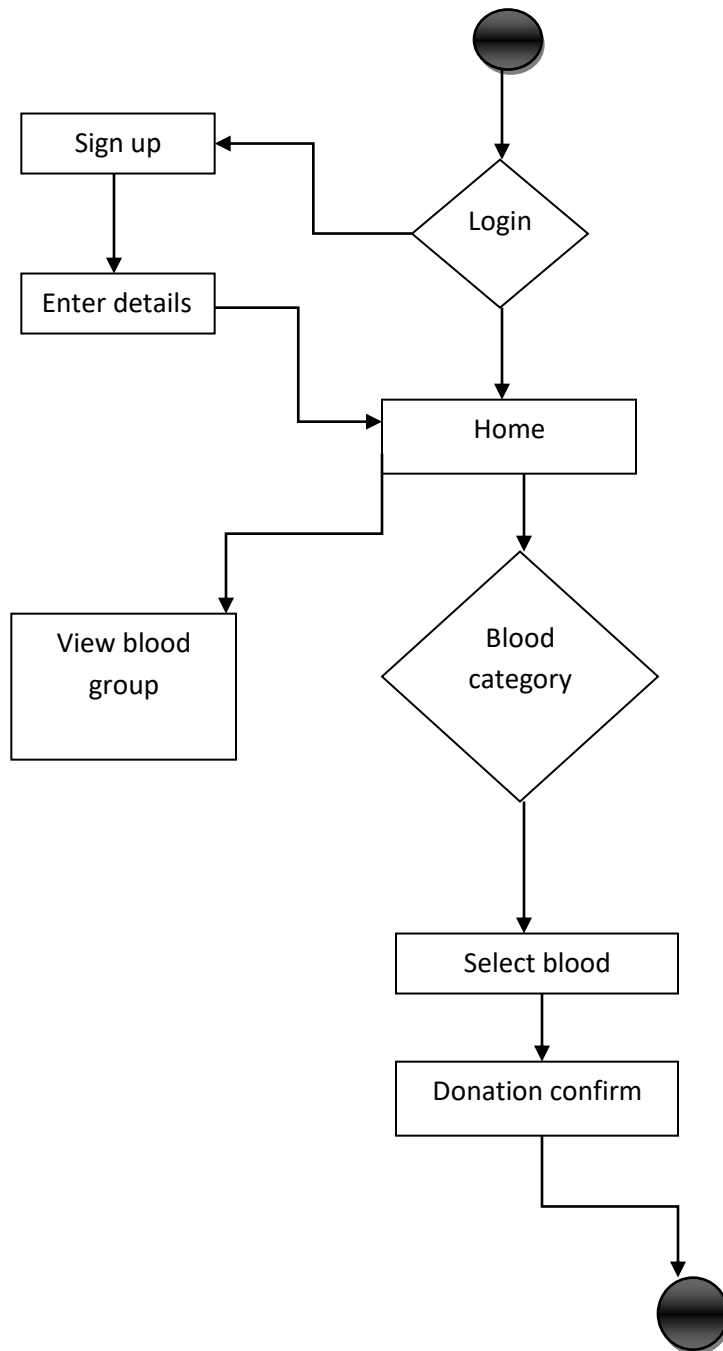 Sign up
Login
Enter details
Home
View blood
group
Blood
category
Select blood
Donation confirm